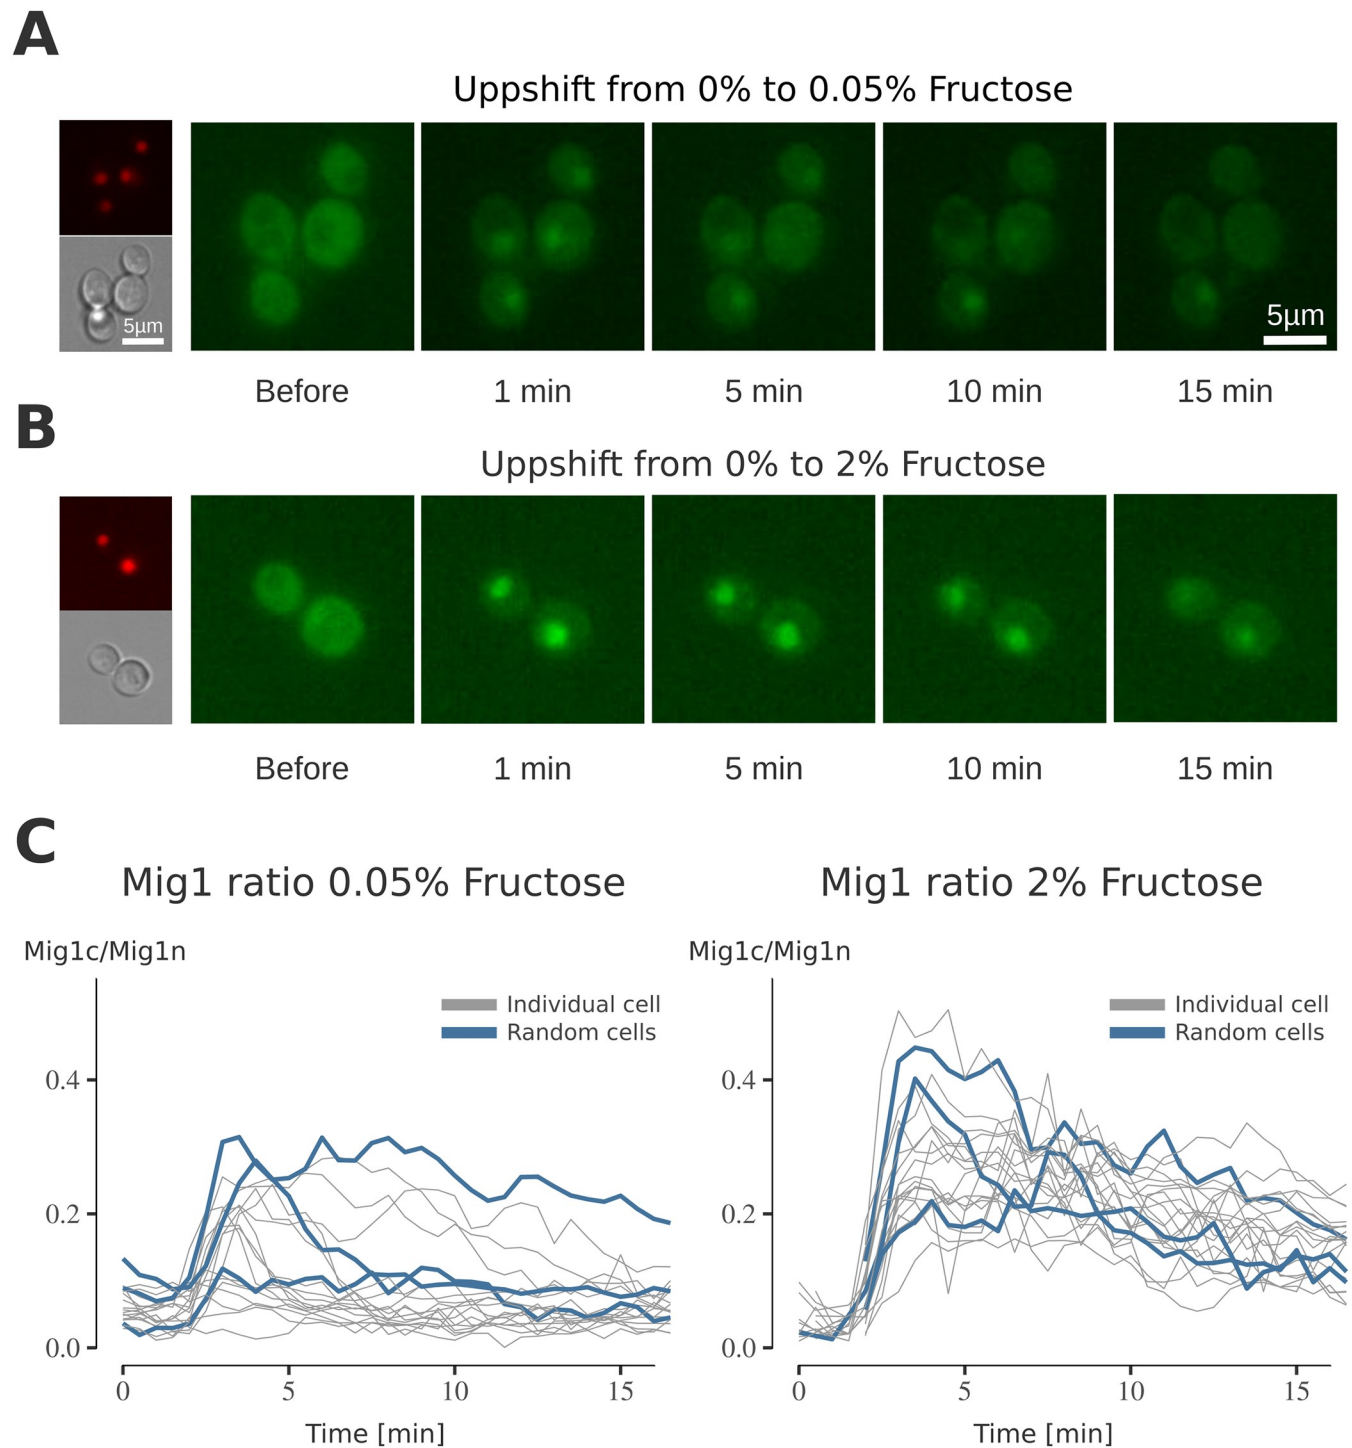 A
Uppshift from 0% to 0.05% Fructose
5µm
5µm
Before 1 min 5 min 10 min 15 min
B
Uppshift from 0% to 2% Fructose
Before 1 min 5 min 10 min 15 min
C
Mig1 ratio 0.05% Fructose
Mig1c/Mig1n
Individual cell
Random cells
0.4
0.2
0.0
0 5 10 15
Time [min]
Mig1 ratio 2% Fructose
Mig1c/Mig1n
Individual cell
Random cells
0.4
0.2
0.0
0 5 10 15
Time [min]